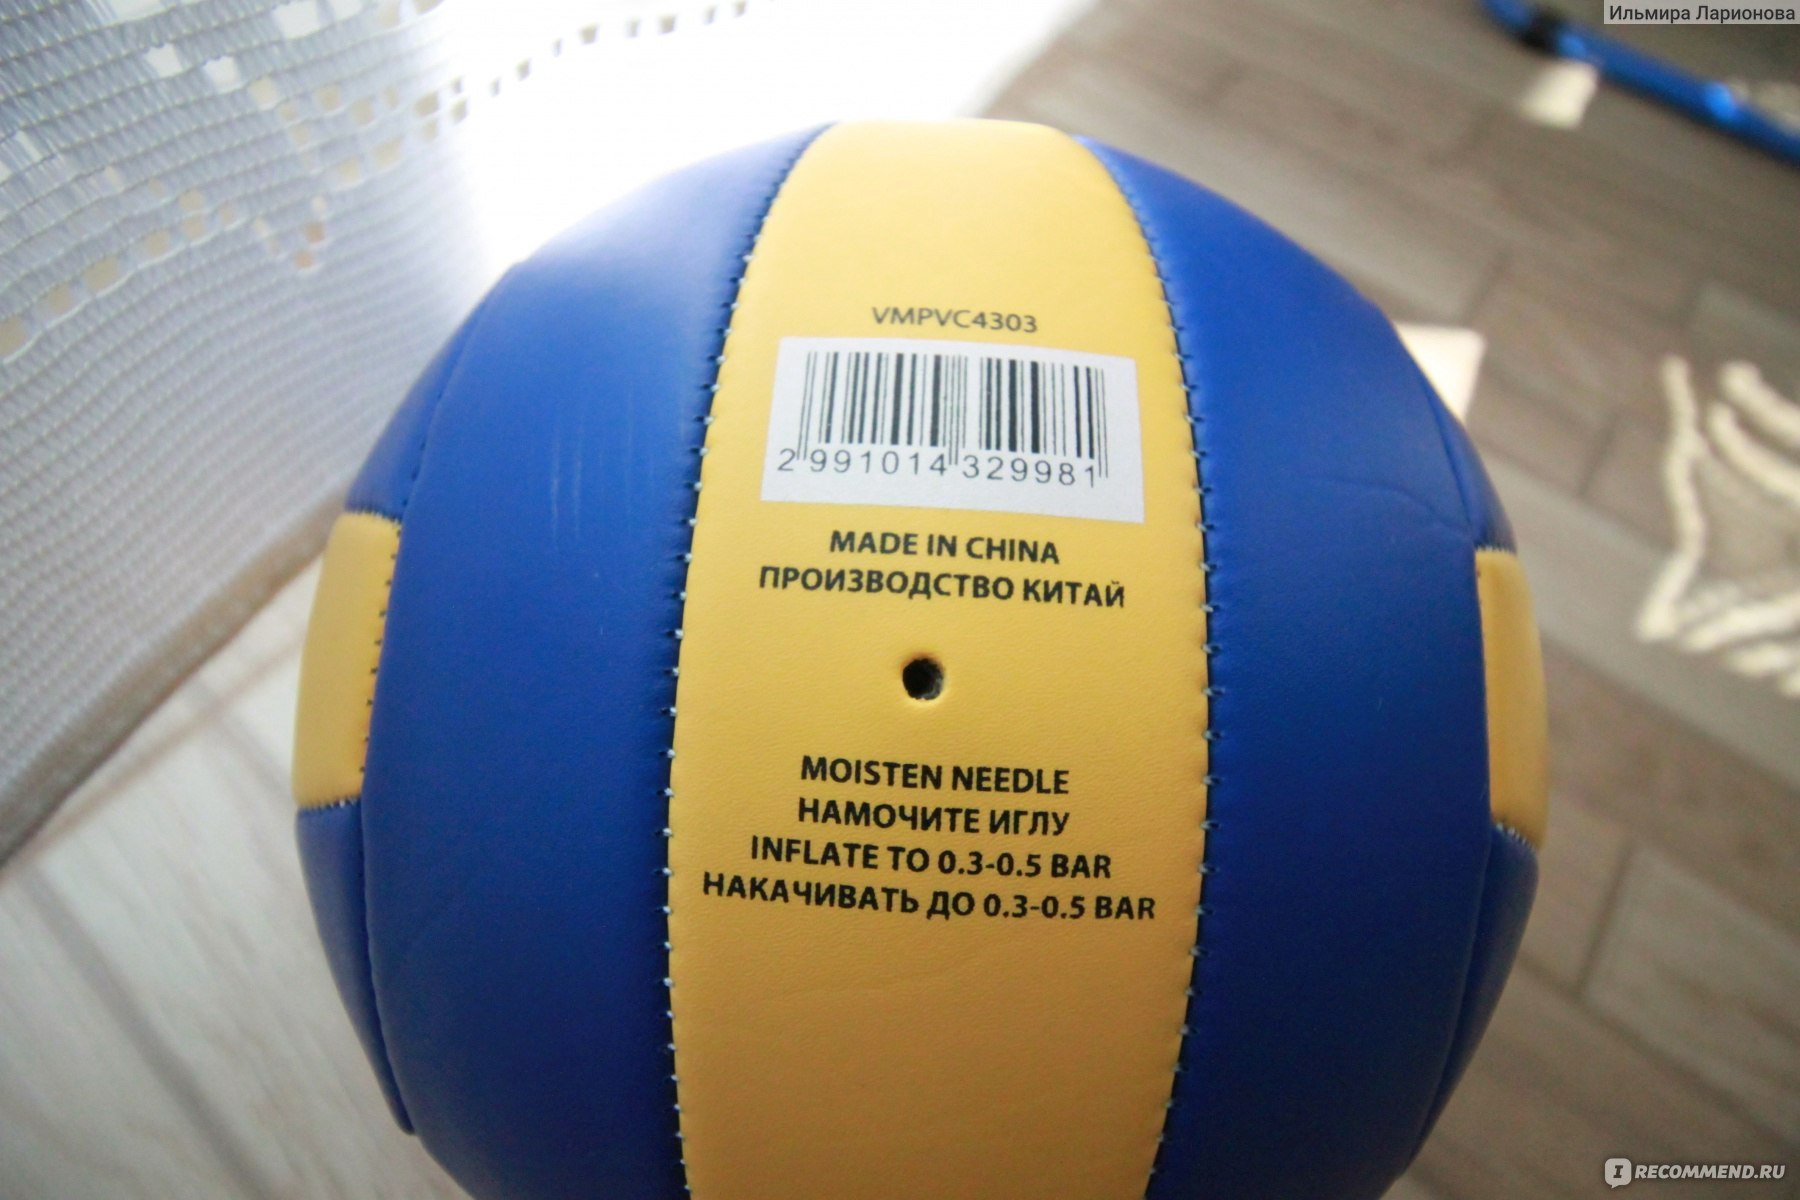 Ильмира Ларионова
VMPVC4303
2 991014 329981
MADE IN CHINA
ПРОИЗВОДСТВО КИТАЙ
MOISTEN NEEDLE
НАМОЧИТЕ ИГЛУ
INFLATE TO 0.3-0.5 BAR
НАКАЧИВАТЬ ДО 0.3-0.5 BAR
IRECOMMEND.RU